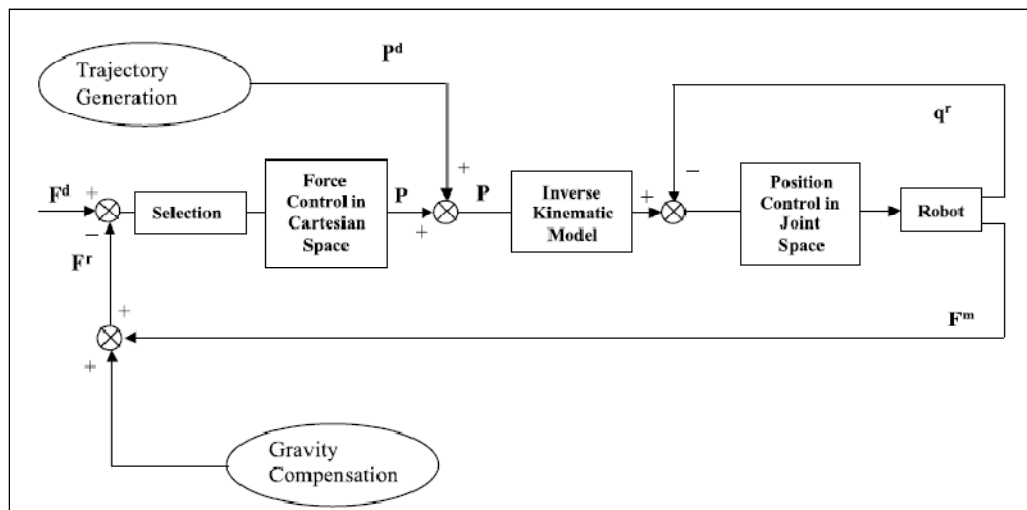 Trajectory
Generation
P^d
q^r
F^d
+
−
Selection
Force
Control in
Cartesian
Space
P
+
+
P
Inverse
Kinematic
Model
+
−
Position
Control in
Joint
Space
Robot
F^r
F^m
+
+
Gravity
Compensation